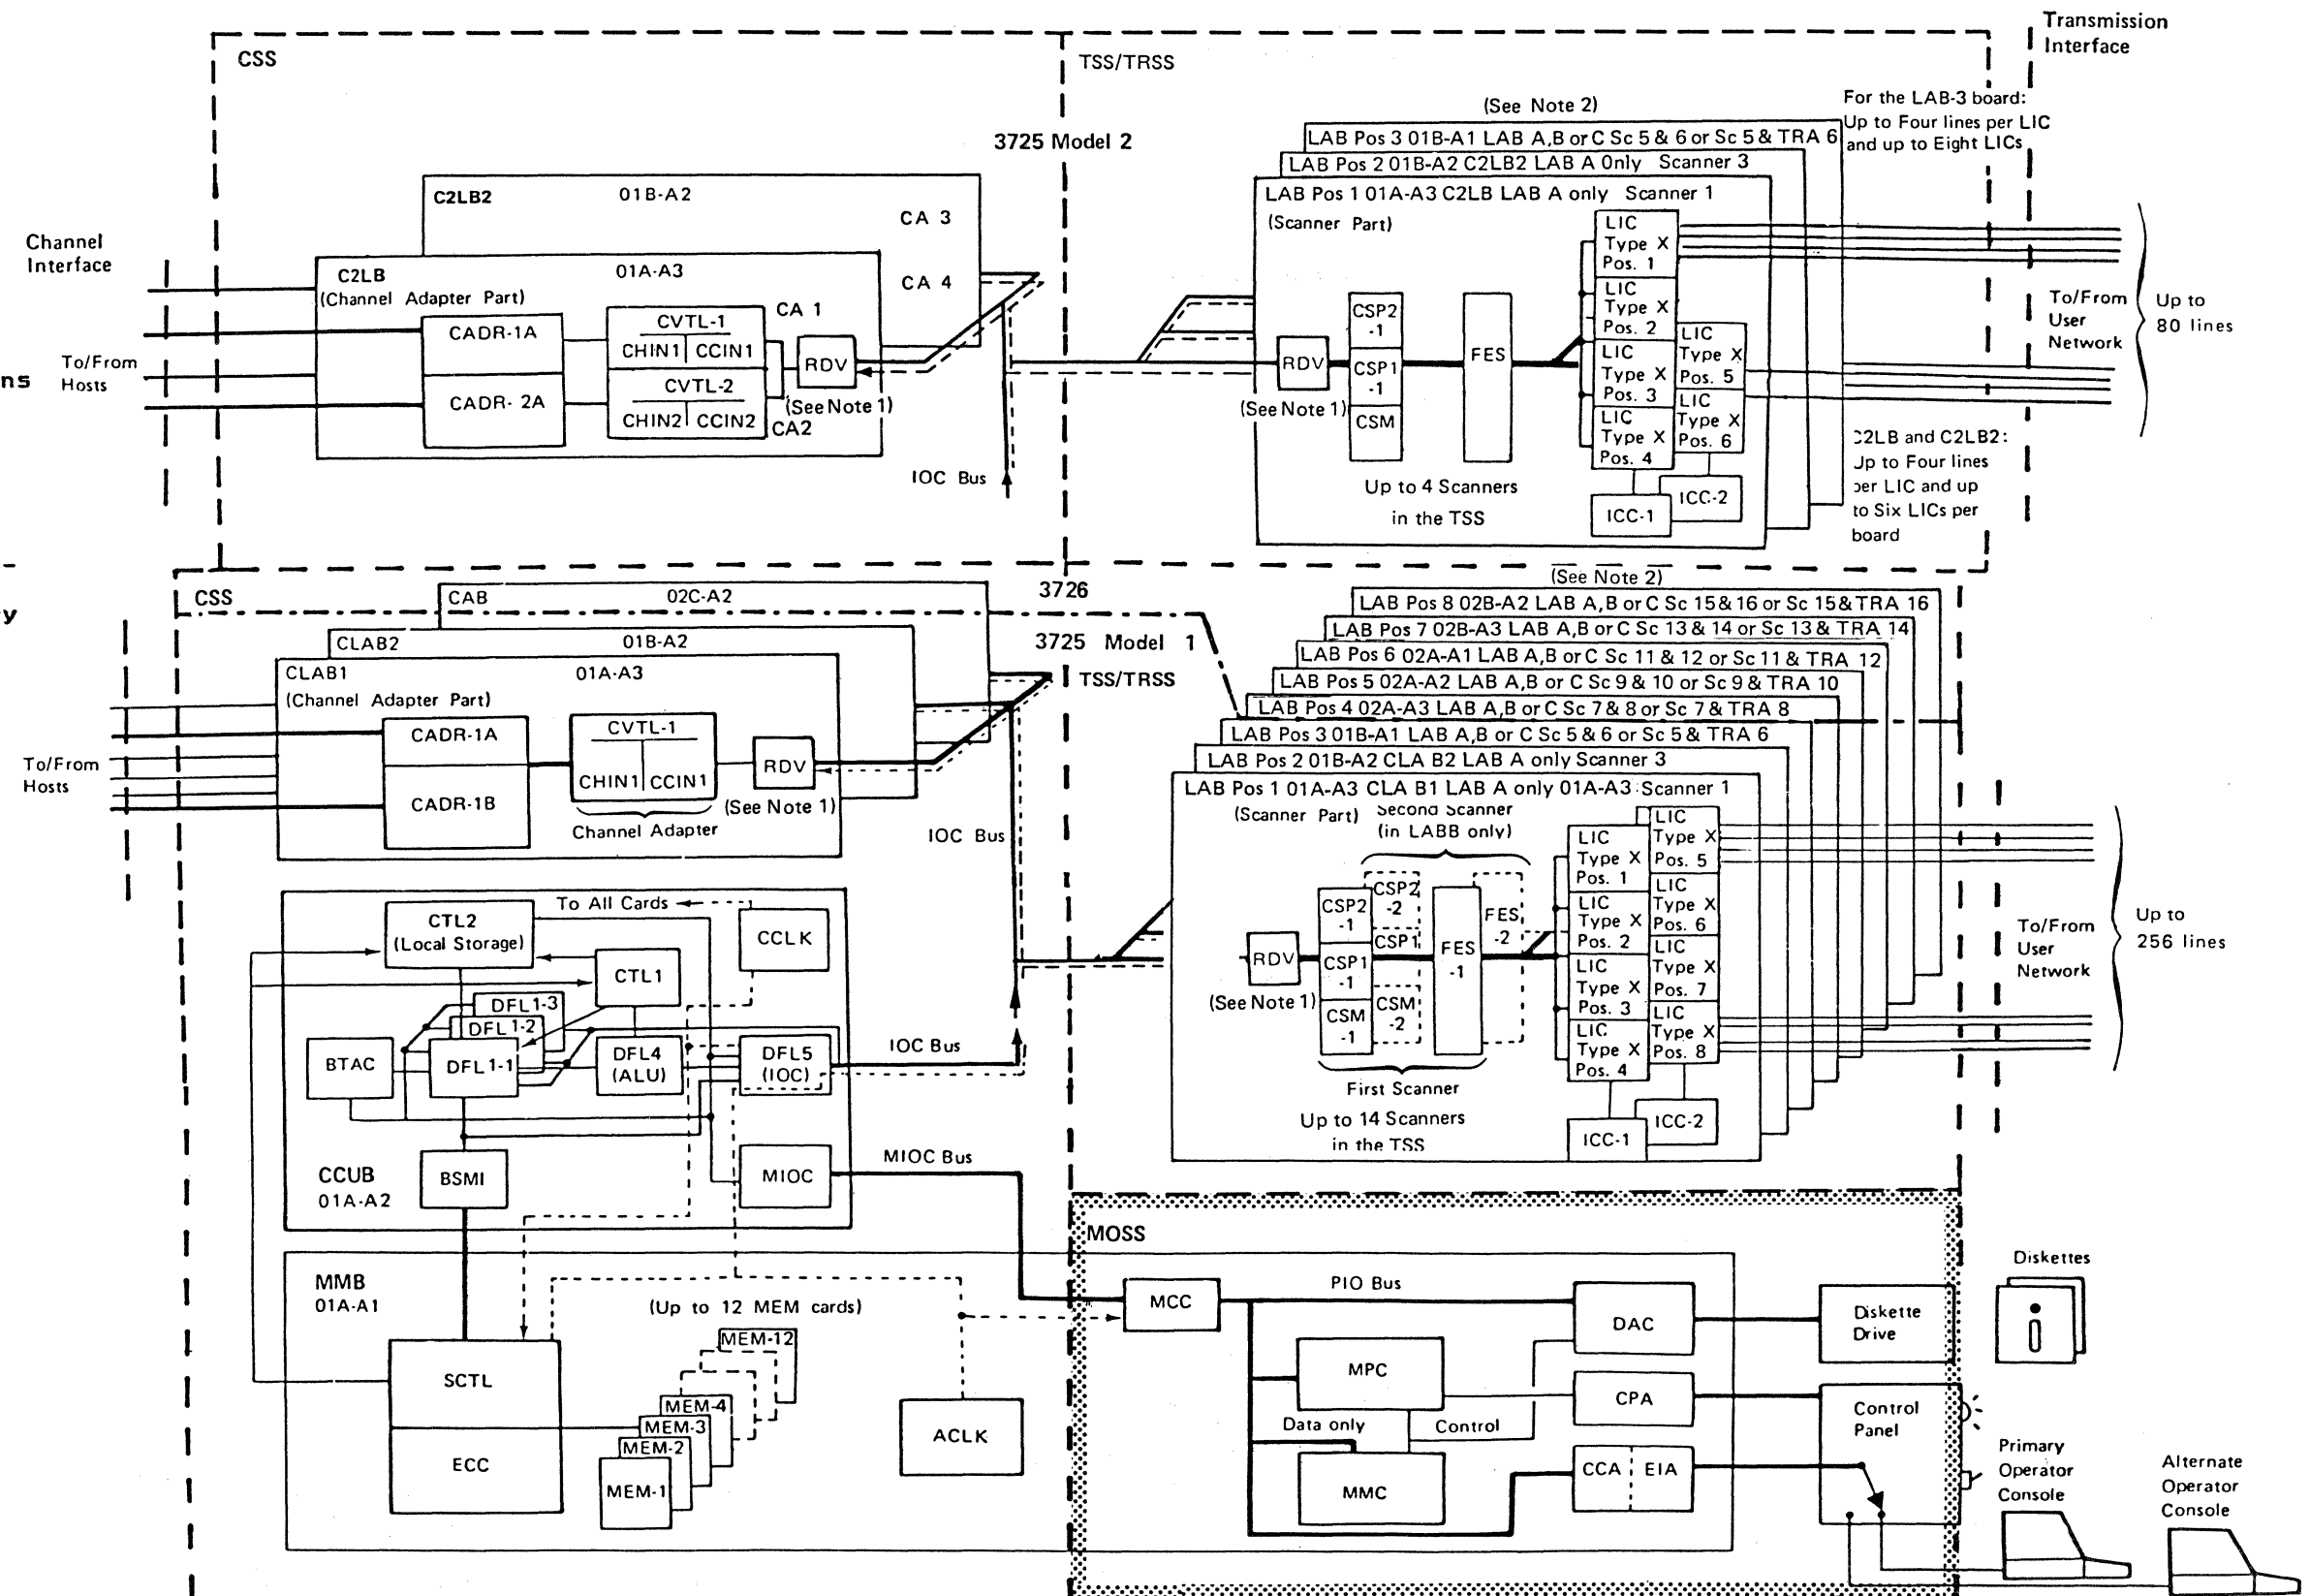 Transmission
Interface
CSS
TSS/TRSS
3725 Model 2
(See Note 2)
For the LAB-3 board:
Up to Four lines per LIC
and up to Eight LICs
LAB Pos 3 01B-A1 LAB A,B or C Sc 5 & 6 or Sc 5 & TRA 6
LAB Pos 2 01B-A2 C2LB2 LAB A Only Scanner 3
LAB Pos 1 01A-A3 C2LB LAB A only Scanner 1
(Scanner Part)
C2LB2 01B-A2
CA 3
CA 4
Channel
Interface
C2LB 01A-A3
(Channel Adapter Part)
CADR-1A
CADR- 2A
CVTL-1
CHIN1 CCIN1
CVTL-2
CHIN2 CCIN2
CA 1
CA2
RDV
(See Note 1)
To/From
Hosts
ns
IOC Bus
RDV
(See Note 1)
CSP2
-1
CSP1
-1
CSM
FES
LIC
Type X
Pos. 1
LIC
Type X
Pos. 2
LIC
Type X
Pos. 3
LIC
Type X
Pos. 4
LIC
Type X
Pos. 5
LIC
Type X
Pos. 6
ICC-1
ICC-2
Up to 4 Scanners
in the TSS
To/From
User
Network
Up to
80 lines
C2LB and C2LB2:
Up to Four lines
per LIC and up
to Six LICs per
board
y
CSS
3726
CAB 02C-A2
CLAB2 01B-A2
3725 Model 1
TSS/TRSS
CLAB1 01A-A3
(Channel Adapter Part)
CADR-1A
CADR-1B
CVTL-1
CHIN1 CCIN1
Channel Adapter
RDV
(See Note 1)
To/From
Hosts
IOC Bus
(See Note 2)
LAB Pos 8 02B-A2 LAB A,B or C Sc 15 & 16 or Sc 15 & TRA 16
LAB Pos 7 02B-A3 LAB A,B or C Sc 13 & 14 or Sc 13 & TRA 14
LAB Pos 6 02A-A1 LAB A,B or C Sc 11 & 12 or Sc 11 & TRA 12
LAB Pos 5 02A-A2 LAB A,B or C Sc 9 & 10 or Sc 9 & TRA 10
LAB Pos 4 02A-A3 LAB A,B or C Sc 7 & 8 or Sc 7 & TRA 8
LAB Pos 3 01B-A1 LAB A,B or C Sc 5 & 6 or Sc 5 & TRA 6
LAB Pos 2 01B-A2 CLA B2 LAB A only Scanner 3
LAB Pos 1 01A-A3 CLA B1 LAB A only 01A-A3 Scanner 1
(Scanner Part)
Second Scanner
(in LABB only)
RDV
(See Note 1)
CSP2
-1
CSP1
-1
CSM
-1
CSP2
-2
CSP1
CSM
-2
FES
-1
FES
-2
First Scanner
Up to 14 Scanners
in the TSS
LIC
Type X
Pos. 1
LIC
Type X
Pos. 2
LIC
Type X
Pos. 3
LIC
Type X
Pos. 4
LIC
Type X
Pos. 5
LIC
Type X
Pos. 6
LIC
Type X
Pos. 7
LIC
Type X
Pos. 8
ICC-1
ICC-2
To/From
User
Network
Up to
256 lines
To All Cards
CTL2
(Local Storage)
CCLK
CTL1
DFL1-3
DFL1-2
DFL1-1
BTAC
DFL4
(ALU)
DFL5
(IOC)
IOC Bus
BSMI
MIOC
MIOC Bus
CCUB
01A-A2
MMB
01A-A1
SCTL
ECC
(Up to 12 MEM cards)
MEM-12
MEM-4
MEM-3
MEM-2
MEM-1
ACLK
MOSS
MCC
PIO Bus
DAC
MPC
CPA
Data only
Control
MMC
CCA EIA
Diskette
Drive
Diskettes
Control
Panel
Primary
Operator
Console
Alternate
Operator
Console